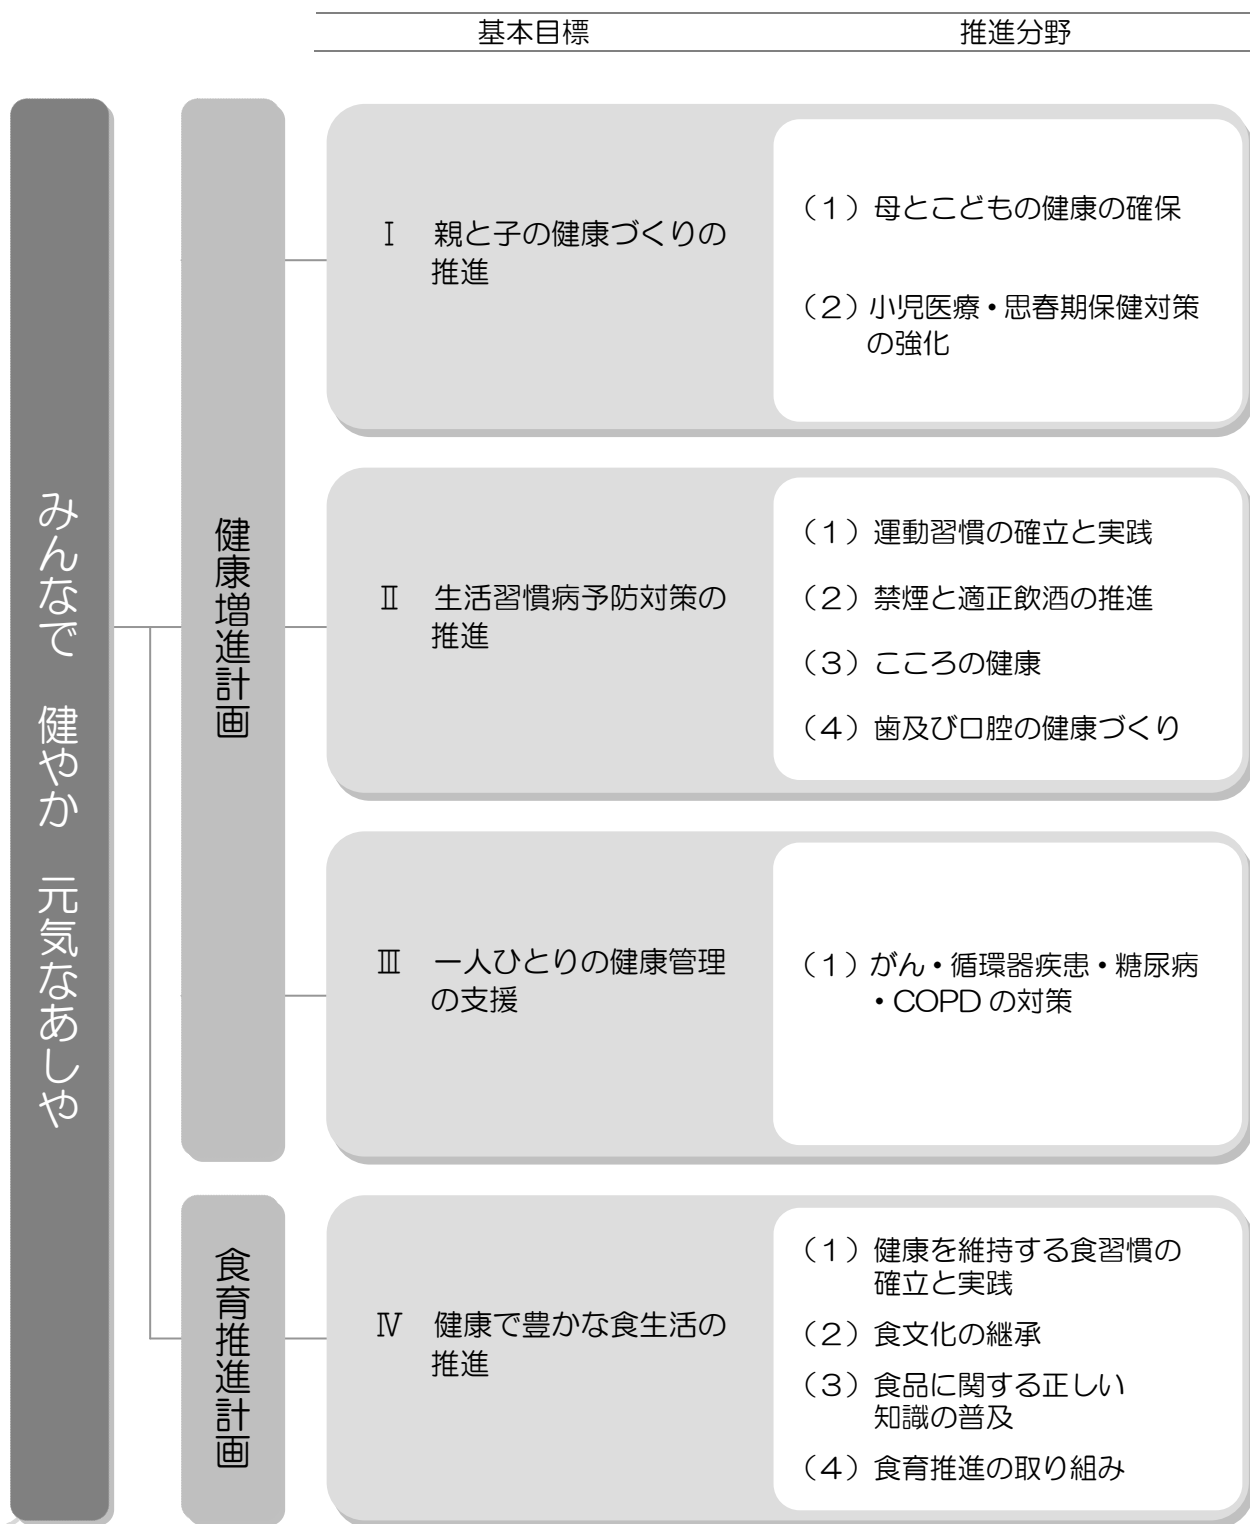 基本目標 推進分野
みんなで 健やか 元気なあしや
健康増進計画
Ⅰ 親と子の健康づくりの
推進
（１）母とこどもの健康の確保
（２）小児医療・思春期保健対策
の強化
Ⅱ 生活習慣病予防対策の
推進
（１）運動習慣の確立と実践
（２）禁煙と適正飲酒の推進
（３）こころの健康
（４）歯及び口腔の健康づくり
Ⅲ 一人ひとりの健康管理
の支援
（１）がん・循環器疾患・糖尿病
・COPD の対策
食育推進計画
Ⅳ 健康で豊かな食生活の
推進
（１）健康を維持する食習慣の
確立と実践
（２）食文化の継承
（３）食品に関する正しい
知識の普及
（４）食育推進の取り組み